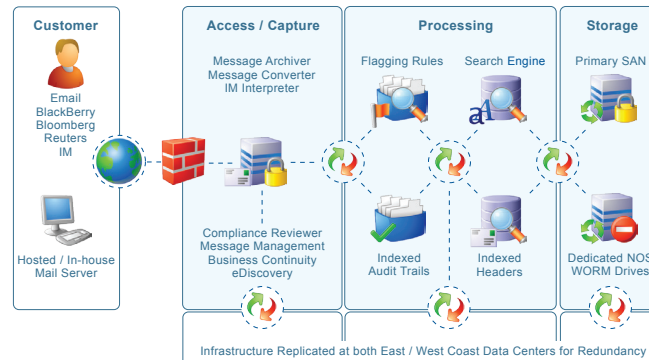 Customer
Email
BlackBerry
Bloomberg
Reuters
IM
Hosted / In-house
Mail Server
Access / Capture
Message Archiver
Message Converter
IM Interpreter
Compliance Reviewer
Message Management
Business Continuity
eDiscovery
Processing
Flagging Rules
Search Engine
aA
Indexed
Audit Trails
Indexed
Headers
Storage
Primary SAN
Dedicated NOS
WORM Drives
Infrastructure Replicated at both East / West Coast Data Centers for Redundancy